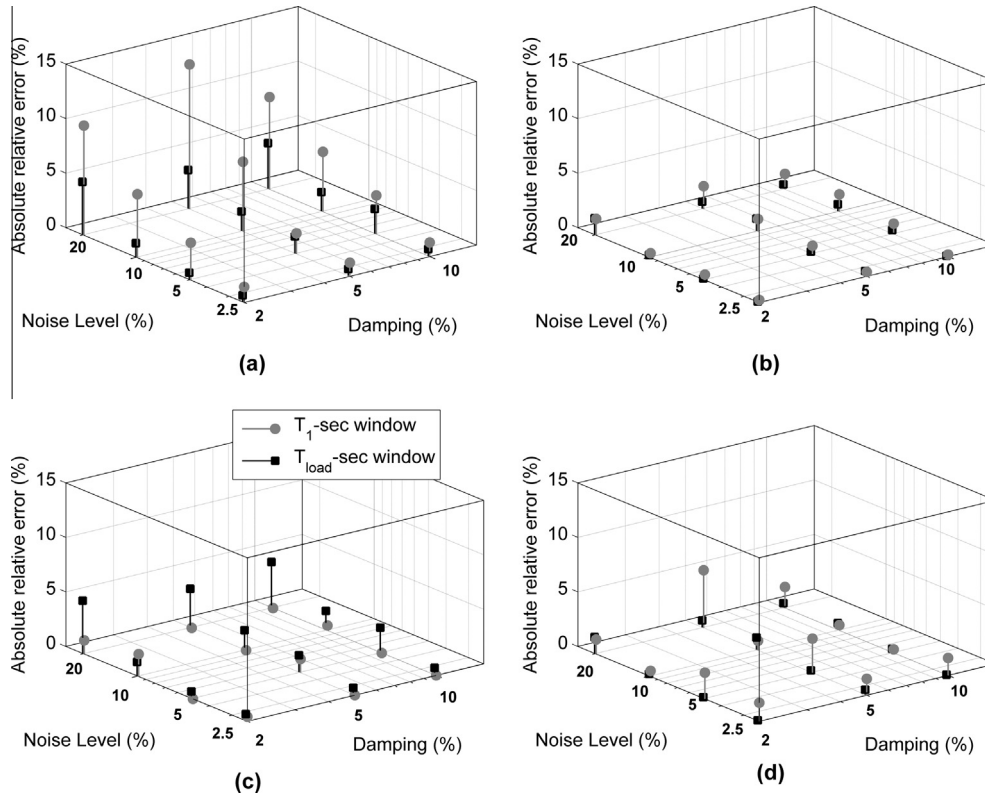 Absolute relative error (%)
15
10
5
0
20
10
5
2.5
2
5
10
Noise Level (%)
Damping (%)
(a)
Absolute relative error (%)
15
10
5
0
20
10
5
2.5
2
5
10
Noise Level (%)
Damping (%)
(b)
T1-sec window
Tload-sec window
Absolute relative error (%)
15
10
5
0
20
10
5
2.5
2
5
10
Noise Level (%)
Damping (%)
(c)
Absolute relative error (%)
15
10
5
0
20
10
5
2.5
2
5
10
Noise Level (%)
Damping (%)
(d)